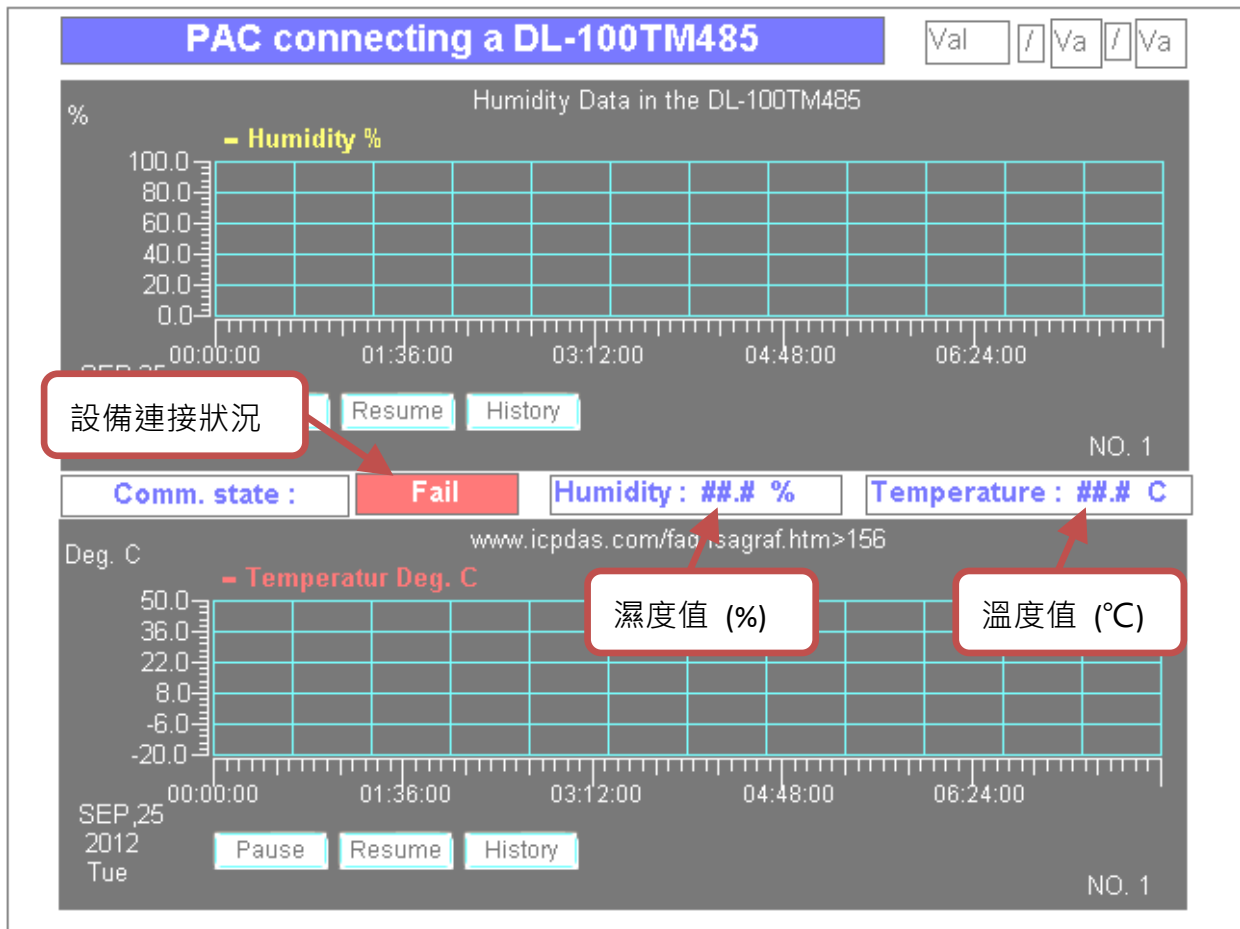 PAC connecting a DL-100TM485
Val / Va / Va
Humidity Data in the DL-100TM485
%
Humidity %
100.0
80.0
60.0
40.0
20.0
0.0
00:00:00 01:36:00 03:12:00 04:48:00 06:24:00
設備連接狀況
Resume History
NO. 1
Comm. state : Fail Humidity : ##.# % Temperature : ##.# C
Deg. C
Temperatur Deg. C
濕度值 (%)
溫度值 (℃)
50.0
36.0
22.0
8.0
-6.0
-20.0
00:00:00 01:36:00 03:12:00 04:48:00 06:24:00
SEP,25
2012
Tue
Pause Resume History
NO. 1